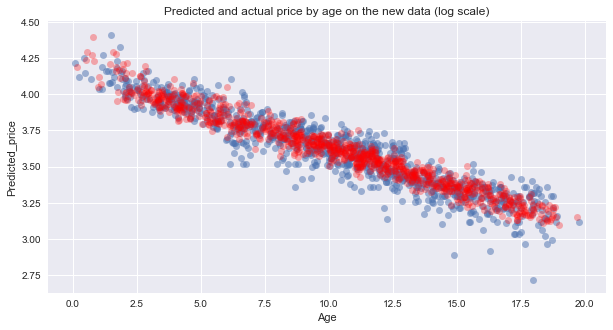 Predicted and actual price by age on the new data (log scale)
4.50
4.25
4.00
3.75
3.50
3.25
3.00
2.75
Predicted_price
0.0 2.5 5.0 7.5 10.0 12.5 15.0 17.5 20.0
Age